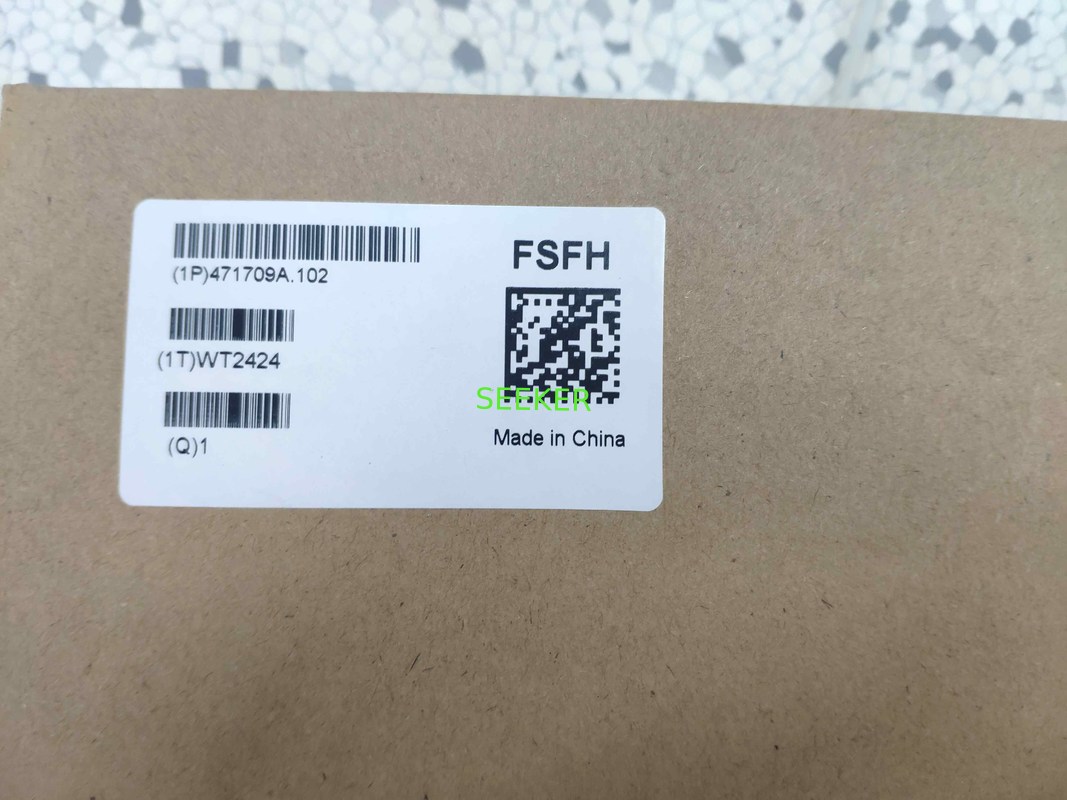 (1P)471709A.102
(1T)WT2424
(Q)1
FSFH
SEEKER
Made in China